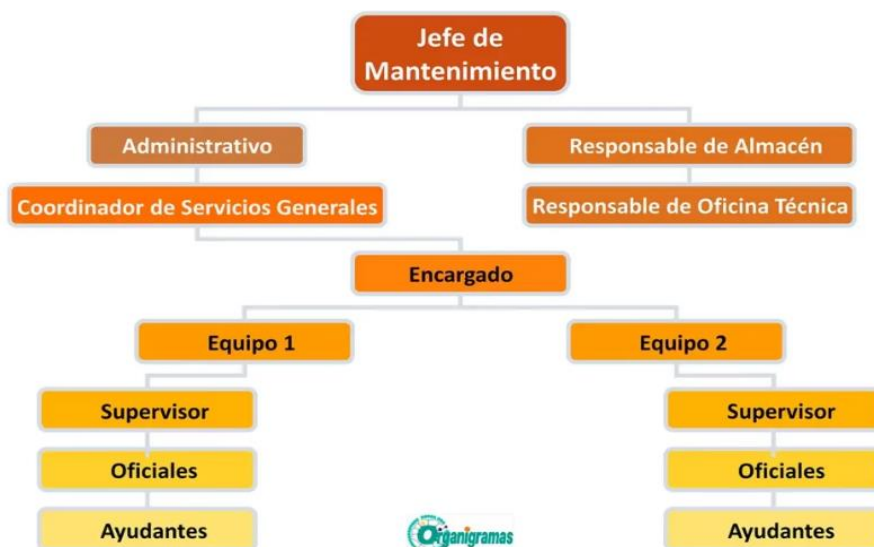 Jefe de
Mantenimiento
Administrativo
Responsable de Almacén
Coordinador de Servicios Generales
Responsable de Oficina Técnica
Encargado
Equipo 1
Equipo 2
Supervisor
Supervisor
Oficiales
Oficiales
Ayudantes
Ayudantes
Organigramas